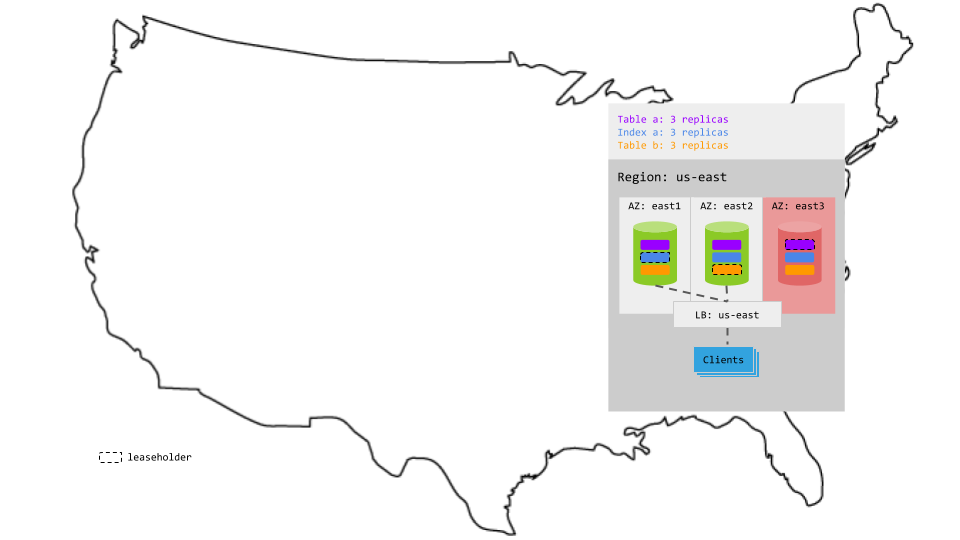 Table a: 3 replicas
Index a: 3 replicas
Table b: 3 replicas
Region: us-east
AZ: east1
AZ: east2
AZ: east3
LB: us-east
Clients
leaseholder